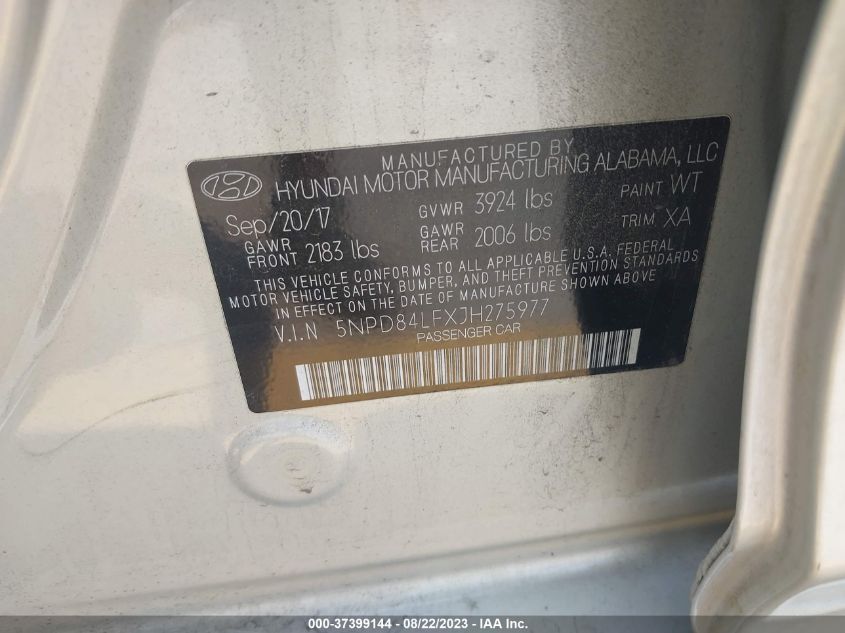 MANUFACTURED BY
HYUNDAI MOTOR MANUFACTURING ALABAMA, LLC
Sep/20/17 GVWR 3924 lbs PAINT WT
GAWR FRONT 2183 lbs GAWR REAR 2006 lbs TRIM XA
THIS VEHICLE CONFORMS TO ALL APPLICABLE U.S.A. FEDERAL
MOTOR VEHICLE SAFETY, BUMPER, AND THEFT PREVENTION STANDARDS
IN EFFECT ON THE DATE OF MANUFACTURE SHOWN ABOVE.
V.I.N 5NPD84LFXJH275977
PASSENGER CAR
000-37399144 - 08/22/2023 - IAA Inc.